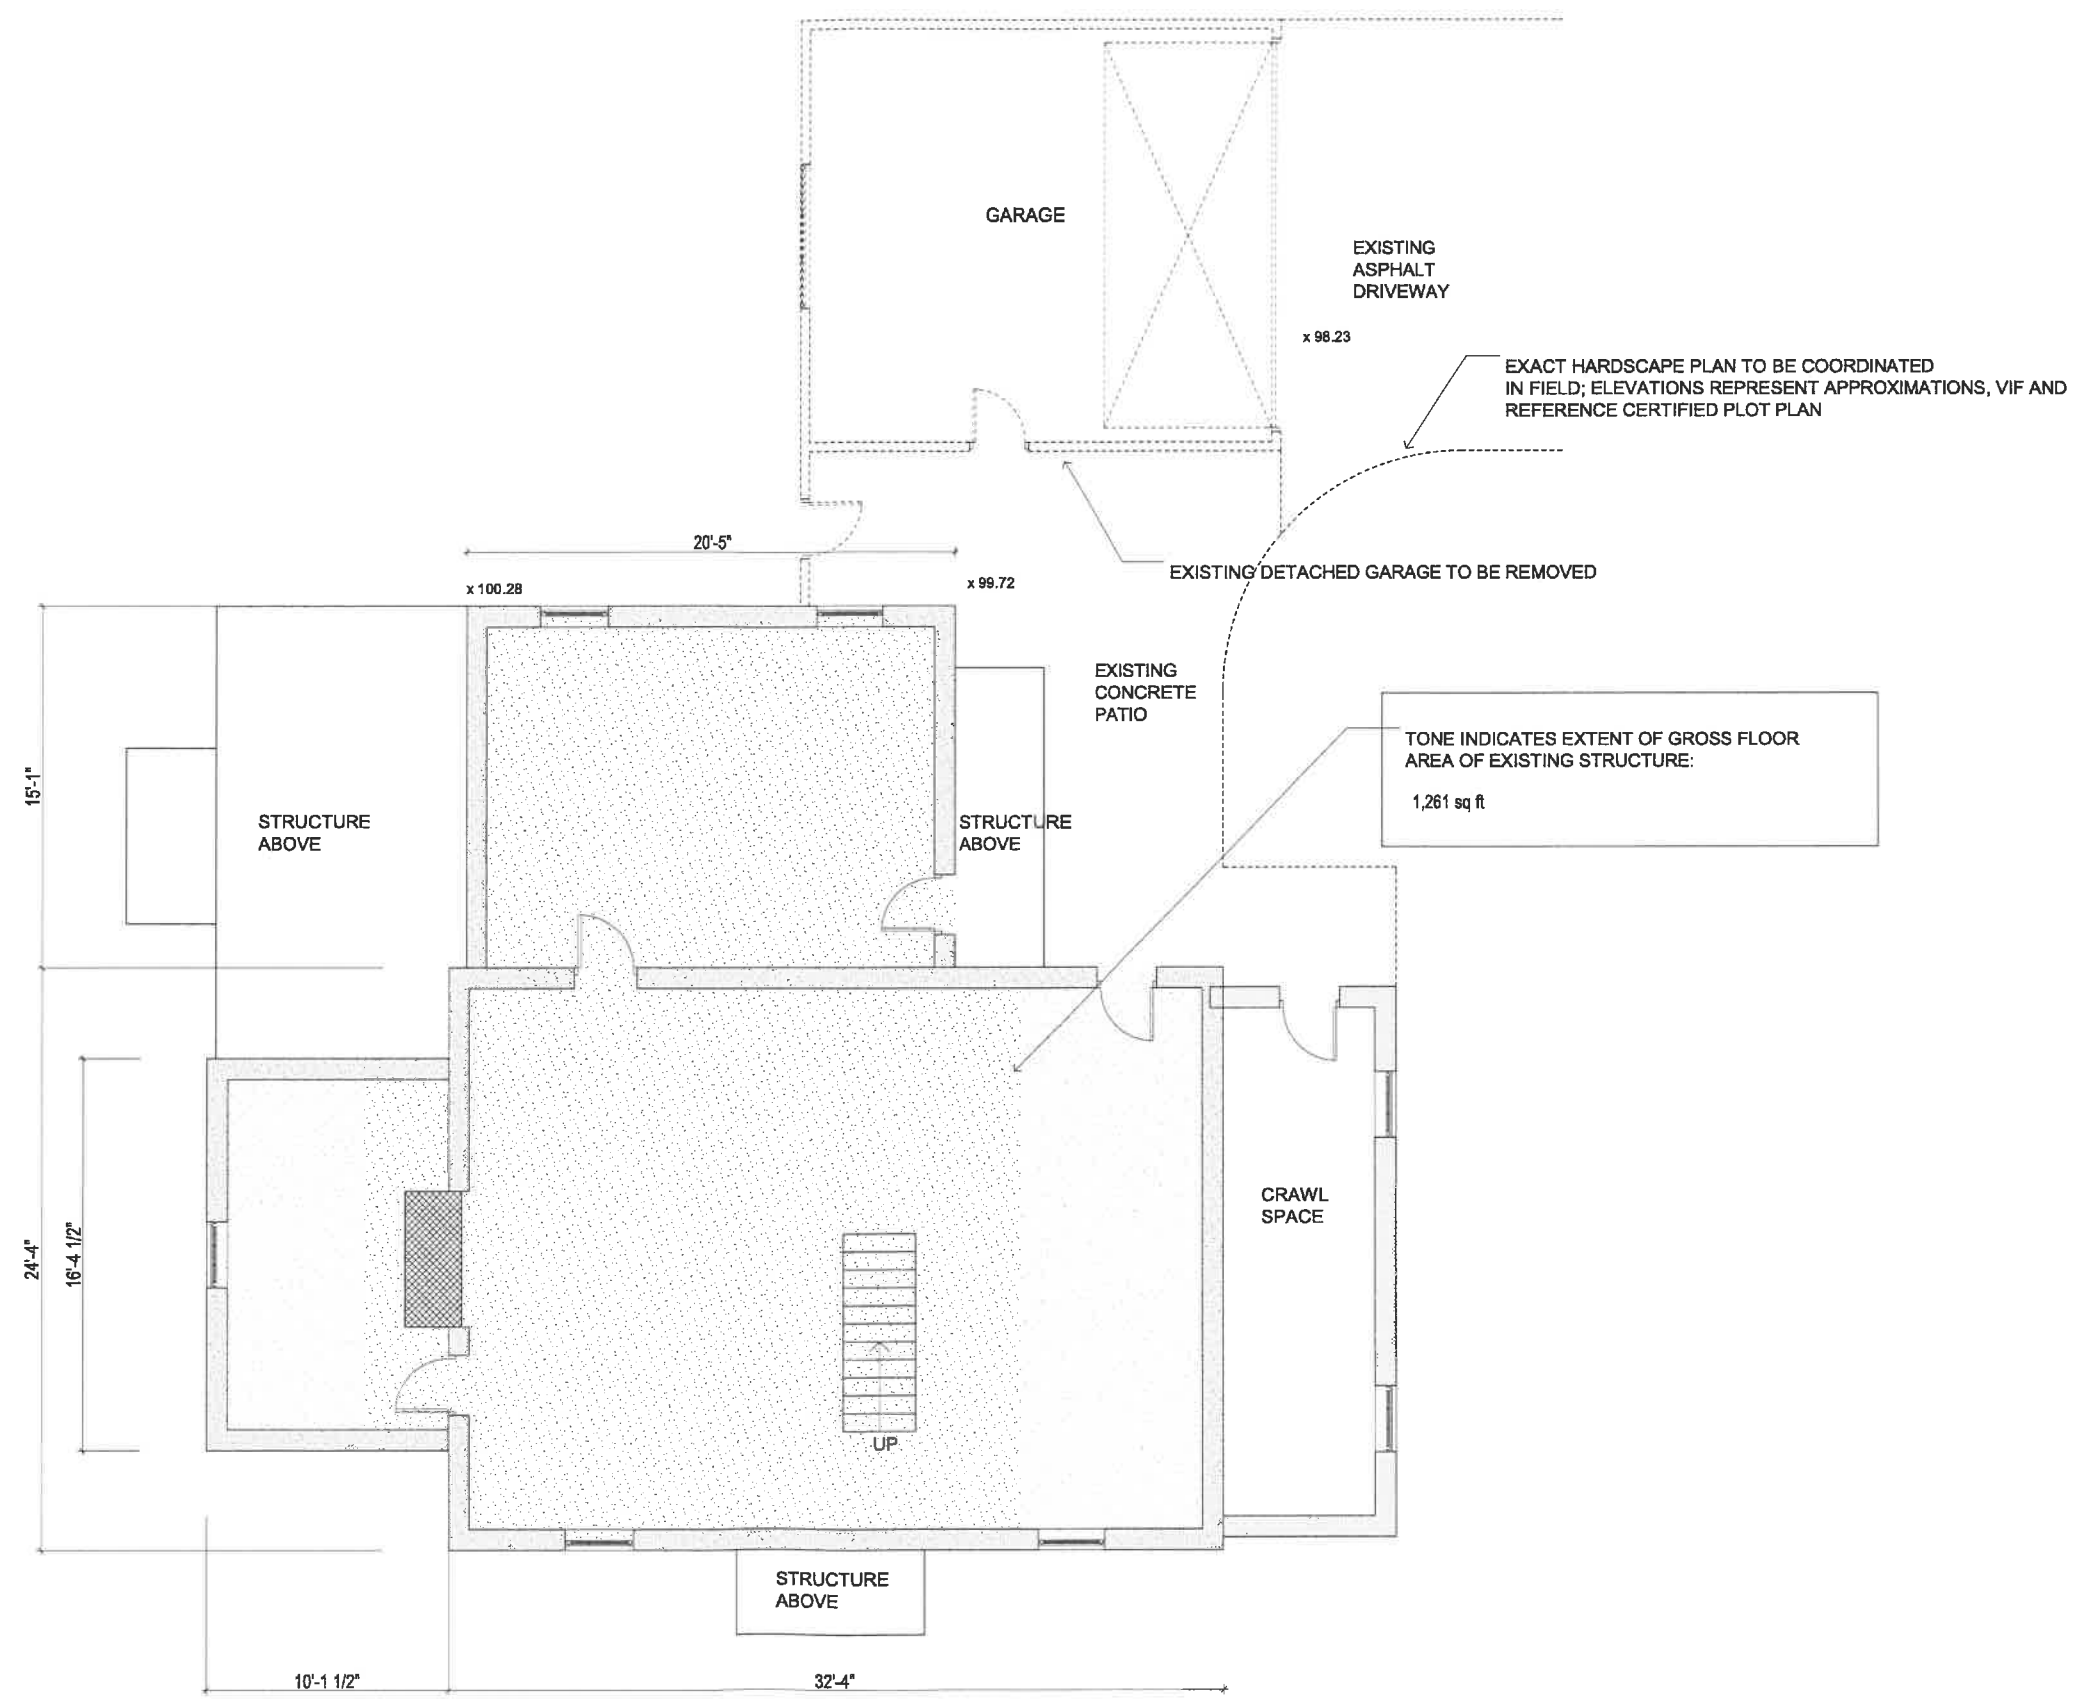 GARAGE
EXISTING
ASPHALT
DRIVEWAY
x 98.23
EXACT HARDSCAPE PLAN TO BE COORDINATED
IN FIELD; ELEVATIONS REPRESENT APPROXIMATIONS, VIF AND
REFERENCE CERTIFIED PLOT PLAN
20'-5"
EXISTING DETACHED GARAGE TO BE REMOVED
x 100.28
x 99.72
EXISTING
CONCRETE
PATIO
TONE INDICATES EXTENT OF GROSS FLOOR
AREA OF EXISTING STRUCTURE:
1,261 sq ft
15'-1"
STRUCTURE
ABOVE
STRUCTURE
ABOVE
CRAWL
SPACE
24'-4"
16'-4 1/2"
UP
STRUCTURE
ABOVE
10'-1 1/2"
32'-4"